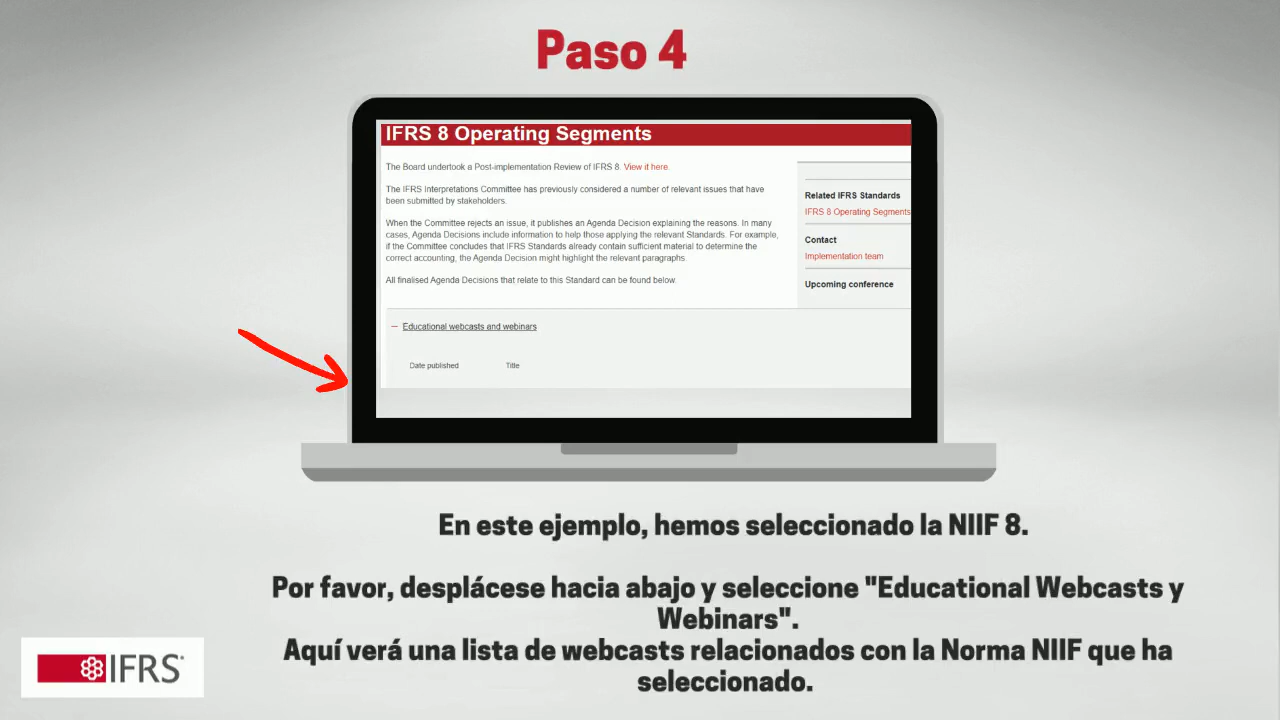 Paso 4
IFRS 8 Operating Segments
The Board undertook a Post-implementation Review of IFRS 8. View it here.
The IFRS Interpretations Committee has previously considered a number of relevant issues that have
been submitted by stakeholders.
When the Committee rejects an issue, it publishes an Agenda Decision explaining the reasons. In many
cases, Agenda Decisions include information to help those applying the relevant Standards. For example,
if the Committee concludes that IFRS Standards already contain sufficient material to determine the
correct accounting, the Agenda Decision might highlight the relevant paragraphs.
All finalised Agenda Decisions that relate to this Standard can be found below.
Related IFRS Standards
IFRS 8 Operating Segments
Contact
Implementation team
Upcoming conference
Educational webcasts and webinars
Date published Title
En este ejemplo, hemos seleccionado la NIIF 8.
Por favor, desplácese hacia abajo y seleccione "Educational Webcasts y
Webinars".
Aquí verá una lista de webcasts relacionados con la Norma NIIF que ha
seleccionado.
IFRS